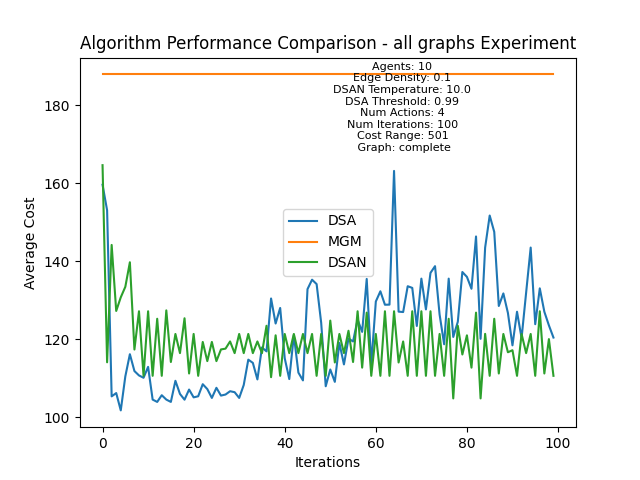 Algorithm Performance Comparison - all graphs Experiment
Agents: 10
Edge Density: 0.1
DSAN Temperature: 10.0
DSA Threshold: 0.99
Num Actions: 4
Num Iterations: 100
Cost Range: 501
Graph: complete
180
160
140
120
100
Average Cost
DSA
MGM
DSAN
0 20 40 60 80 100
Iterations